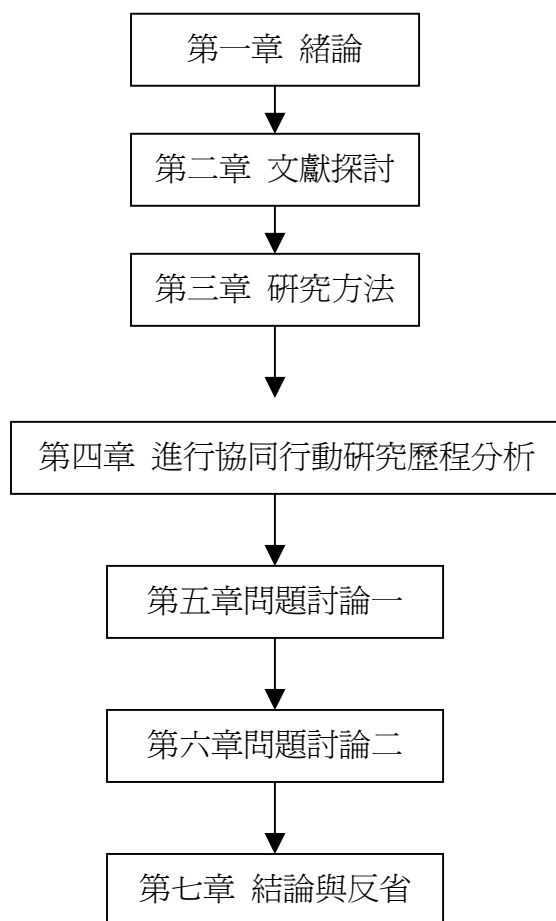 第一章 緒論
第二章 文獻探討
第三章 研究方法
第四章 進行協同行動研究歷程分析
第五章問題討論一
第六章問題討論二
第七章 結論與反省